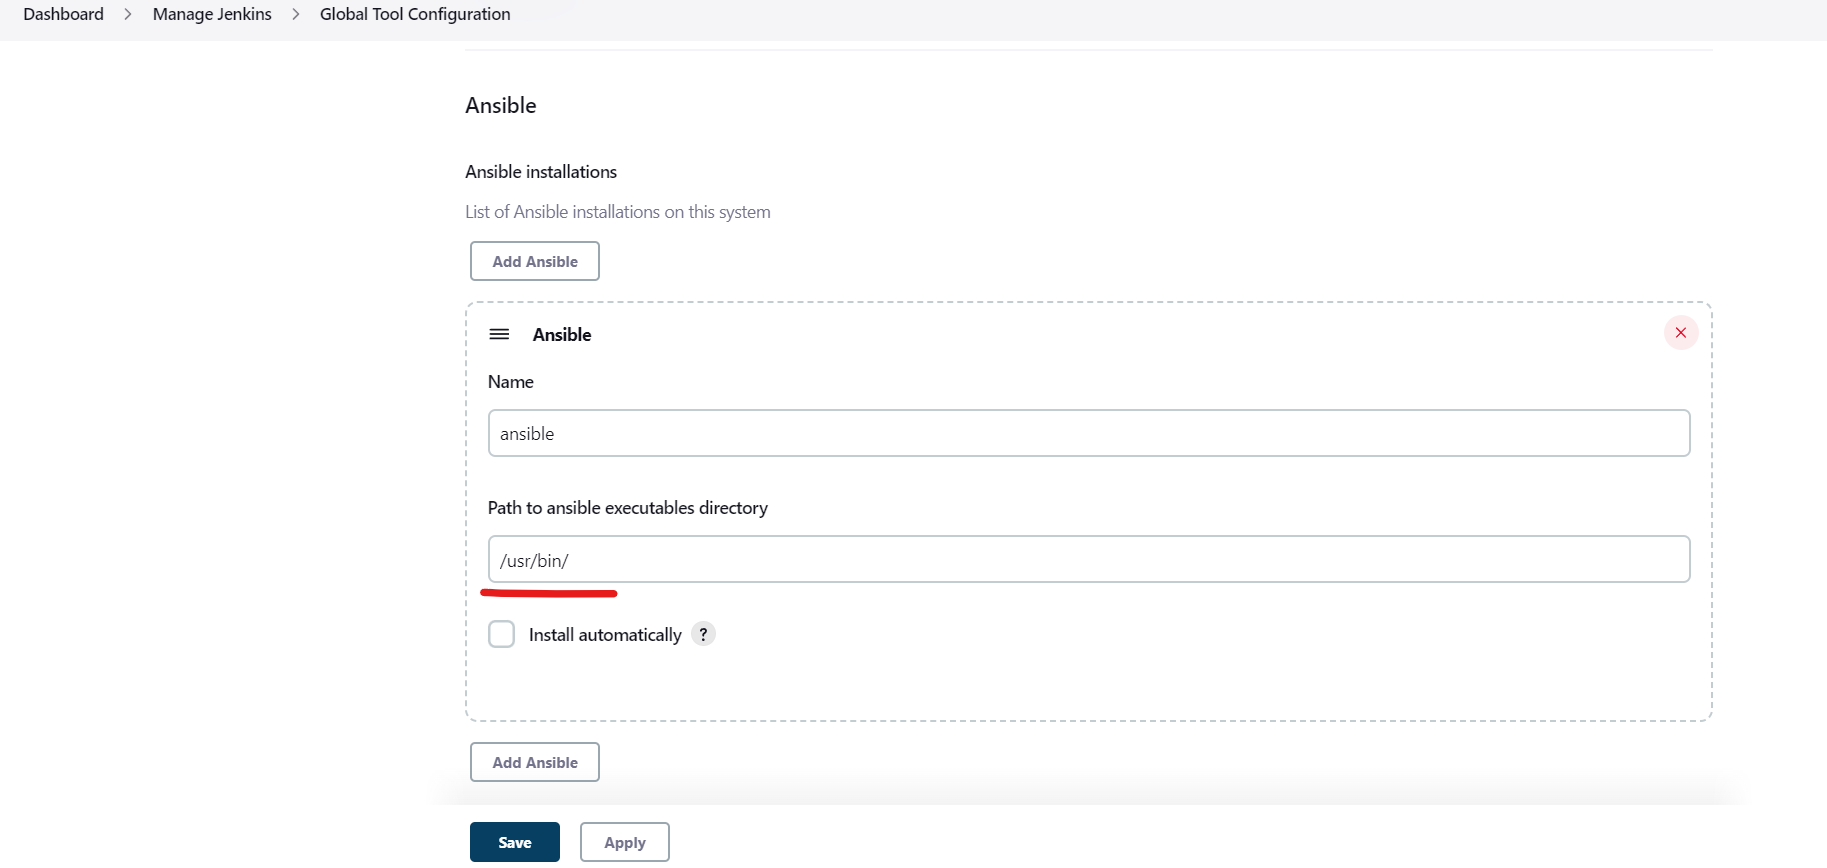 Dashboard > Manage Jenkins > Global Tool Configuration
Ansible
Ansible installations
List of Ansible installations on this system
Add Ansible
Ansible
Name
ansible
Path to ansible executables directory
/usr/bin/
Install automatically ?
Add Ansible
Save Apply